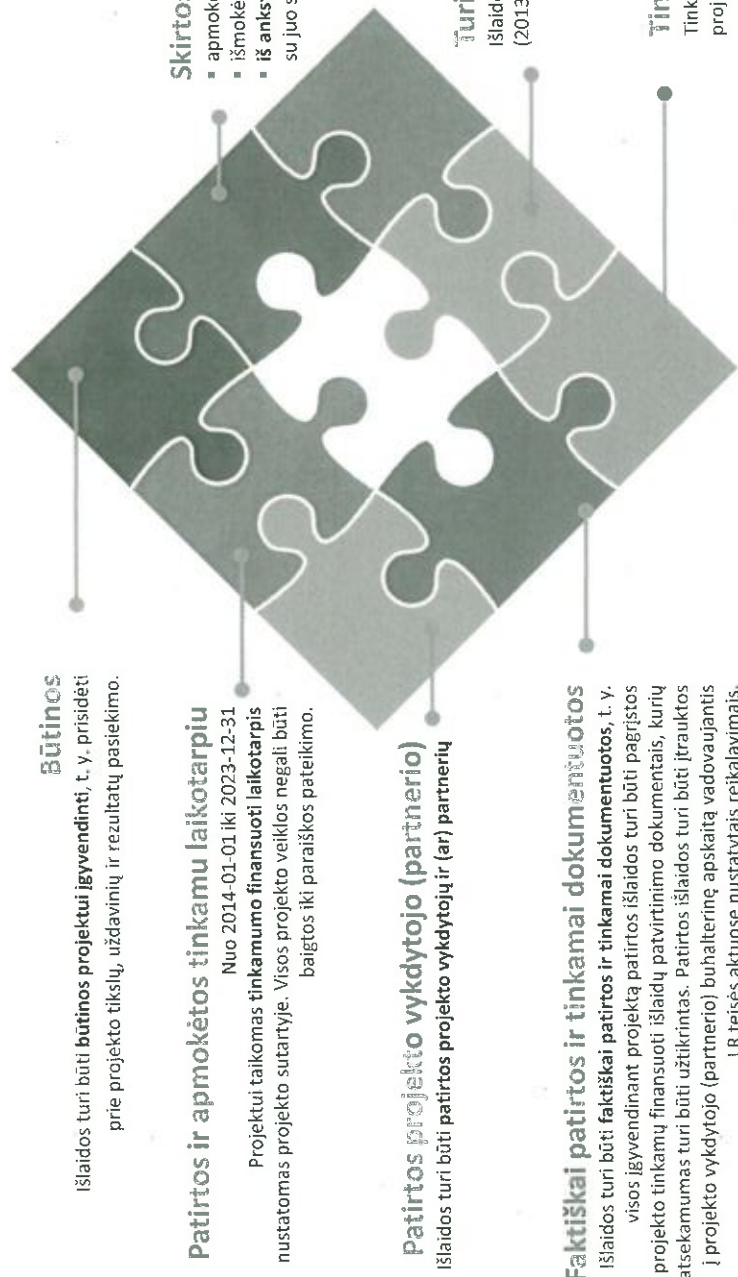 Būtinos
Išlaidos turi būti būtinos projektui įgyvendinti, t. y. prisidėti
prie projekto tikslų, uždavinių ir rezultatų pasiekimo.
Patirtos ir apmokėtos tinkamu laikotarpiu
Nuo 2014-01-01 iki 2023-12-31
Projektui taikomas tinkamumo finansuoti laikotarpis
nustatomas projekto sutartyje. Visos projekto veiklos negali būti
baigtos iki paraiškos pateikimo.
Patirtos projekto vykdytojo (partnerio)
Išlaidos turi būti patirtos projekto vykdytojų ir (ar) partnerių
Faktiškai patirtos ir tinkamai dokumentuotos
Išlaidos turi būti faktiškai patirtos ir tinkamai dokumentuotos, t. y.
visos įgyvendinant projektą patirtos išlaidos turi būti pagrįstos
projekto tinkamų finansuoti išlaidų patvirtinimo dokumentais, kurių
atsekamumas turi būti užtikrintas. Patirtos išlaidos turi būti įtrauktos
į projekto vykdytojo (partnerio) buhalterinę apskaitą vadovaujantis
LR teisės aktuose nustatytais reikalavimais.
Skirtos
apmokė
išmokė
iš anks
su juo s
Turi
Išlaido
(2013
Tin
Tink
proj